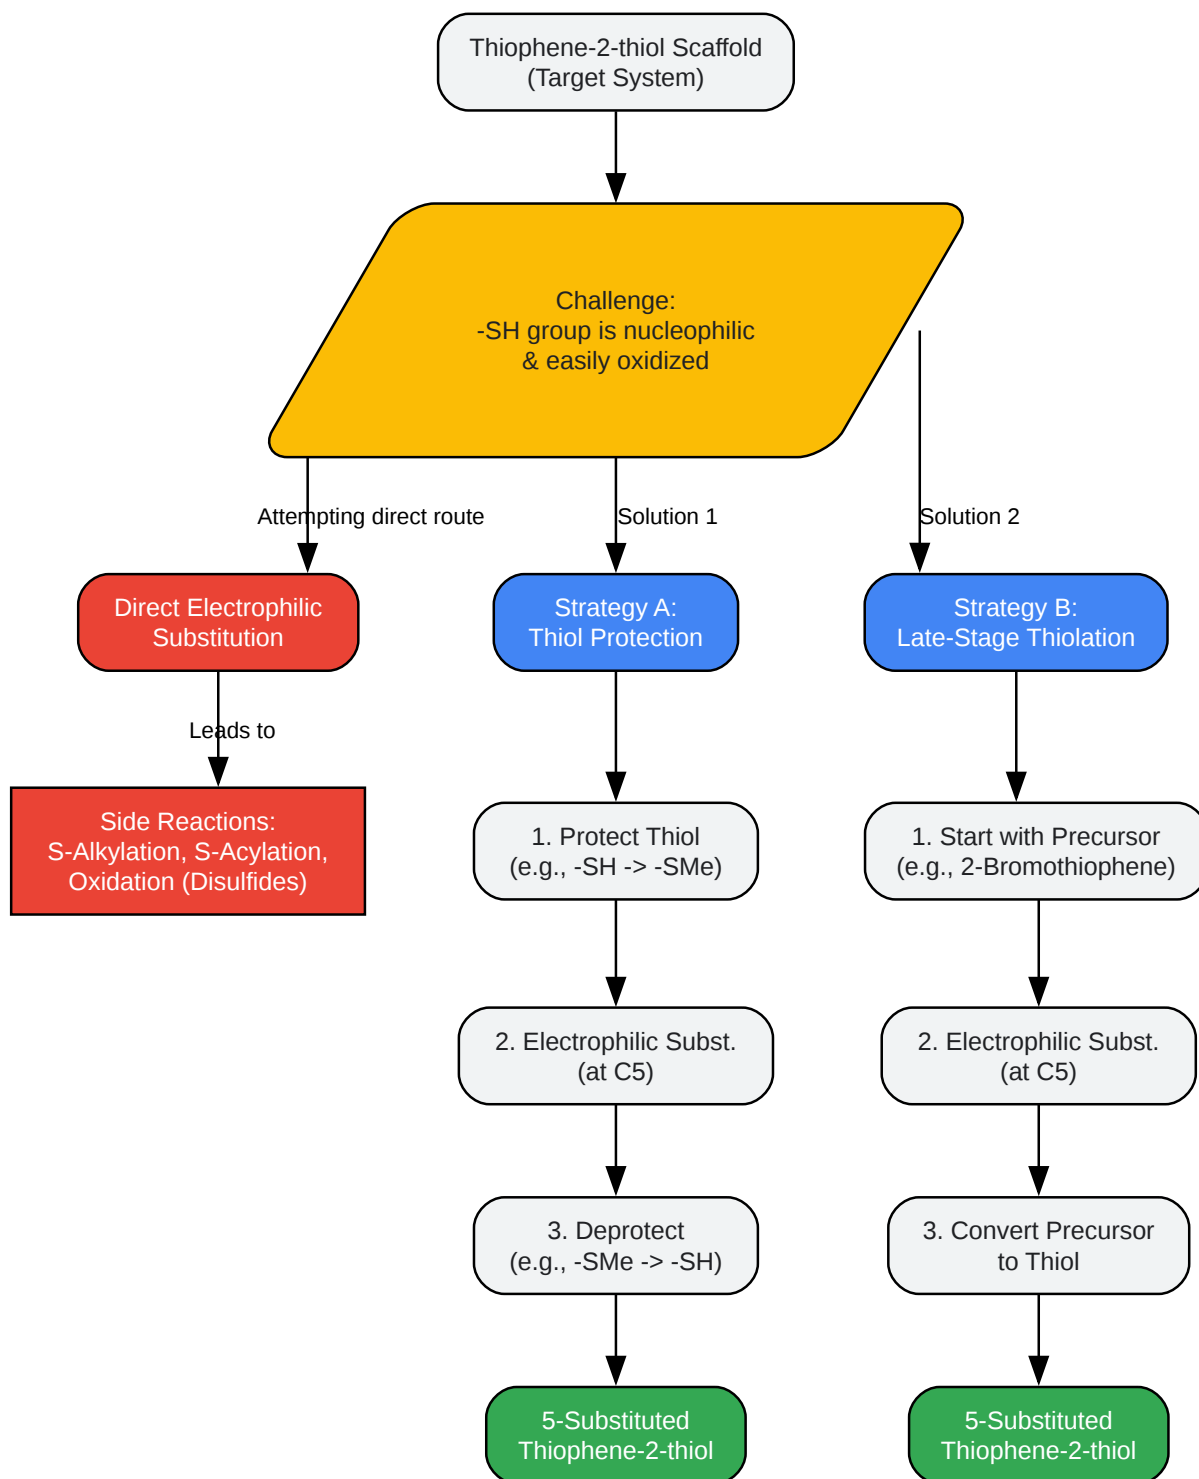 Thiophene-2-thiol Scaffold
(Target System)
Challenge:
-SH group is nucleophilic
& easily oxidized
Attempting direct route
Solution 1
Solution 2
Direct Electrophilic
Substitution
Strategy A:
Thiol Protection
Strategy B:
Late-Stage Thiolation
Leads to
Side Reactions:
S-Alkylation, S-Acylation,
Oxidation (Disulfides)
1. Protect Thiol
(e.g., -SH -> -SMe)
1. Start with Precursor
(e.g., 2-Bromothiophene)
2. Electrophilic Subst.
(at C5)
2. Electrophilic Subst.
(at C5)
3. Deprotect
(e.g., -SMe -> -SH)
3. Convert Precursor
to Thiol
5-Substituted
Thiophene-2-thiol
5-Substituted
Thiophene-2-thiol